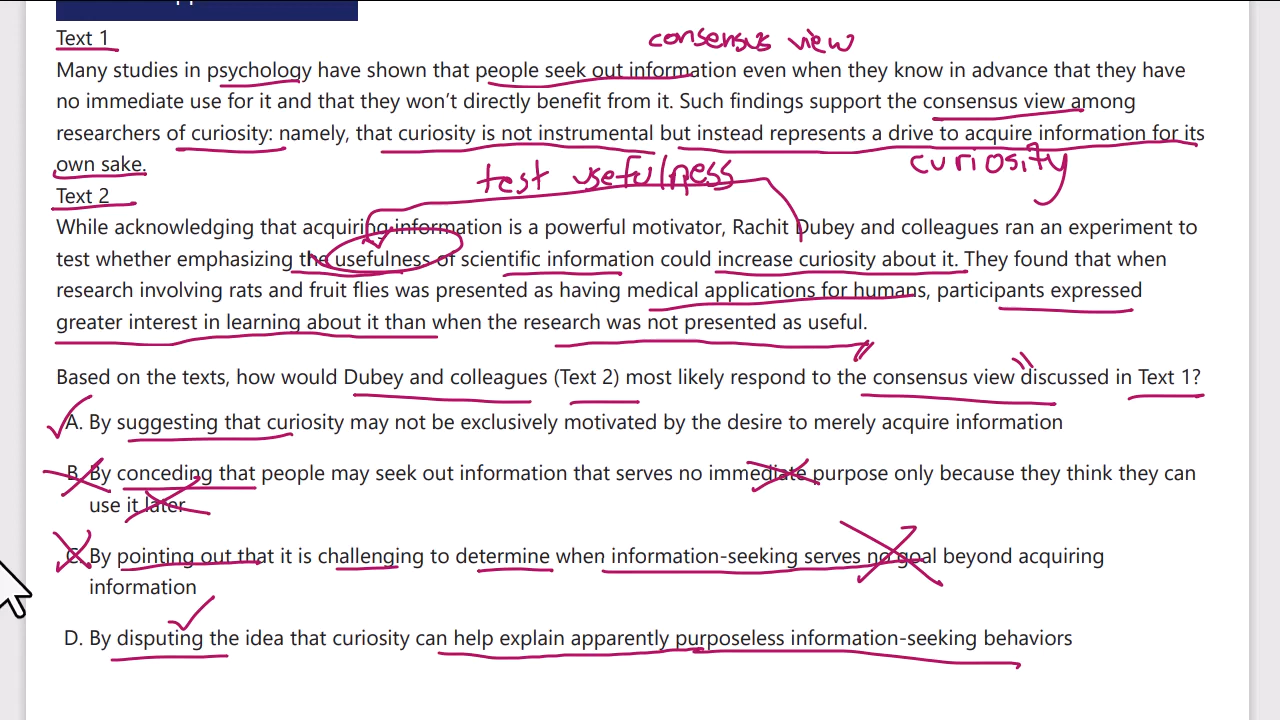 Text 1
consensus view
Many studies in psychology have shown that people seek out information even when they know in advance that they have
no immediate use for it and that they won't directly benefit from it. Such findings support the consensus view among
researchers of curiosity: namely, that curiosity is not instrumental but instead represents a drive to acquire information for its
own sake.
test usefulness
curiosity
Text 2
While acknowledging that acquiring information is a powerful motivator, Rachit Dubey and colleagues ran an experiment to
test whether emphasizing the usefulness of scientific information could increase curiosity about it. They found that when
research involving rats and fruit flies was presented as having medical applications for humans, participants expressed
greater interest in learning about it than when the research was not presented as useful.
Based on the texts, how would Dubey and colleagues (Text 2) most likely respond to the consensus view discussed in Text 1?
A. By suggesting that curiosity may not be exclusively motivated by the desire to merely acquire information
B. By conceding that people may seek out information that serves no immediate purpose only because they think they can
use it later
C. By pointing out that it is challenging to determine when information-seeking serves no goal beyond acquiring
information
D. By disputing the idea that curiosity can help explain apparently purposeless information-seeking behaviors